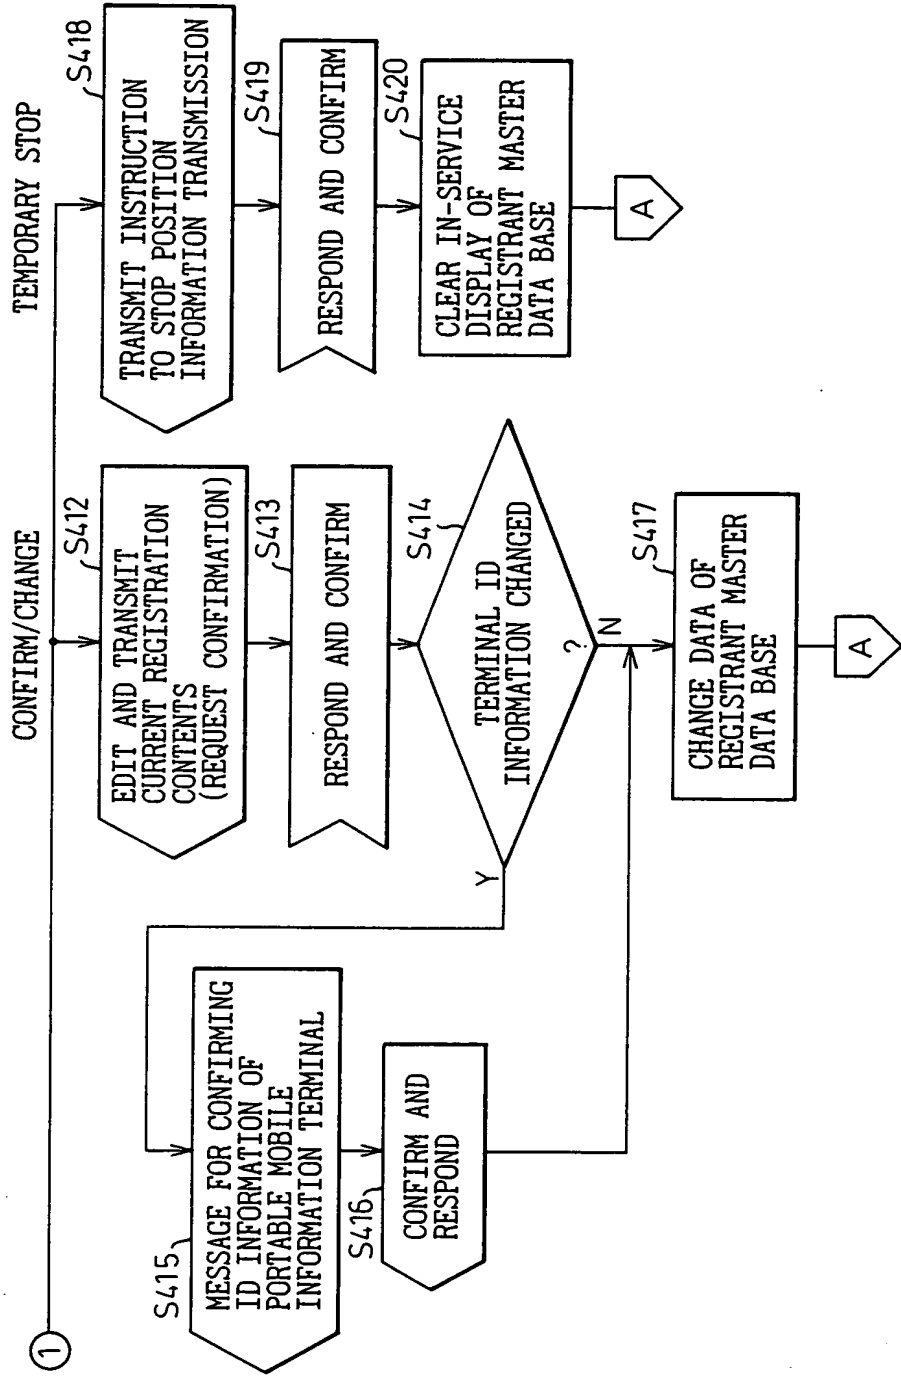 1
CONFIRM/CHANGE
TEMPORARY STOP
S412
EDIT AND TRANSMIT
CURRENT REGISTRATION
CONTENTS
(REQUEST CONFIRMATION)
S413
RESPOND AND CONFIRM
S414
TERMINAL ID
INFORMATION CHANGED
?
Y
N
S415
MESSAGE FOR CONFIRMING
ID INFORMATION OF
PORTABLE MOBILE
INFORMATION TERMINAL
S416
CONFIRM AND
RESPOND
S417
CHANGE DATA OF
REGISTRANT MASTER
DATA BASE
A
S418
TRANSMIT INSTRUCTION
TO STOP POSITION
INFORMATION TRANSMISSION
S419
RESPOND AND CONFIRM
S420
CLEAR IN-SERVICE
DISPLAY OF
REGISTRANT MASTER
DATA BASE
A